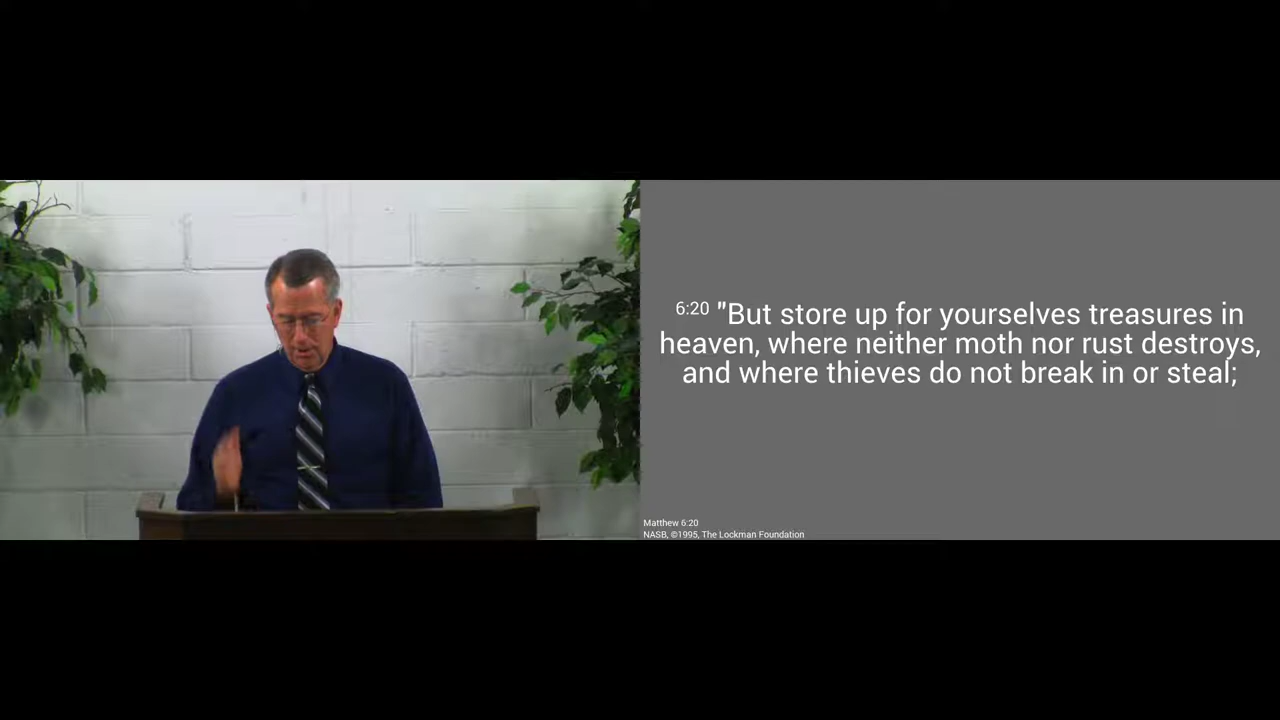 6:20 "But store up for yourselves treasures in
heaven, where neither moth nor rust destroys,
and where thieves do not break in or steal;
Matthew 6:20
NASB, ©1995, The Lockman Foundation